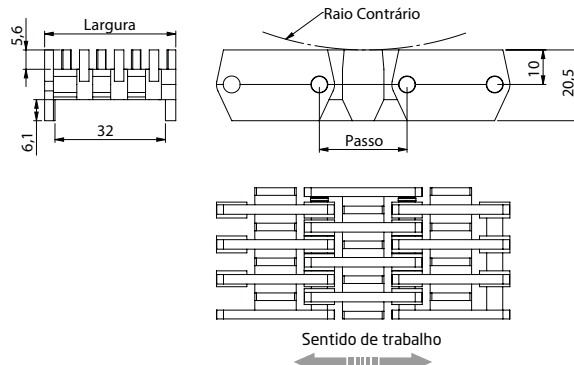 Raio Contrário
Largura
5,6
10
20,5
6,1
32
Passo
Sentido de trabalho